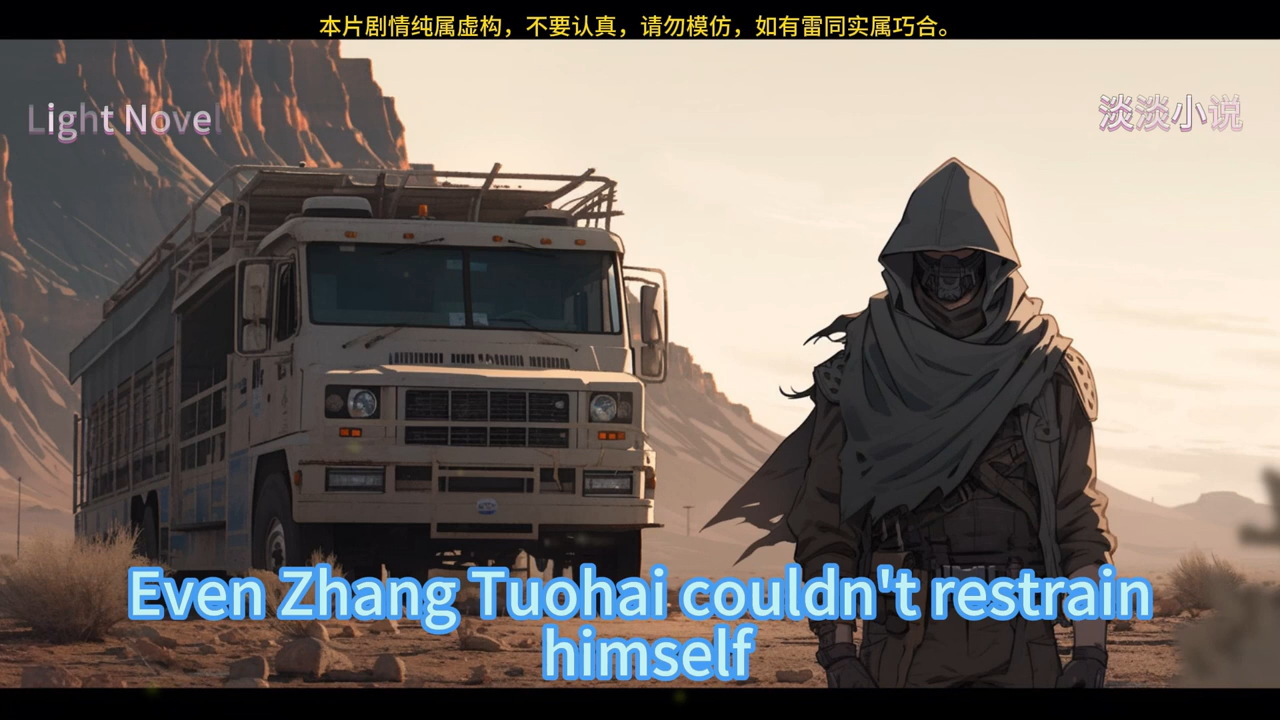 本片剧情纯属虚构，不要认真，请勿模仿，如有雷同实属巧合。
Light Novel
淡淡小说
Even Zhang Tuohai couldn't restrain
himself